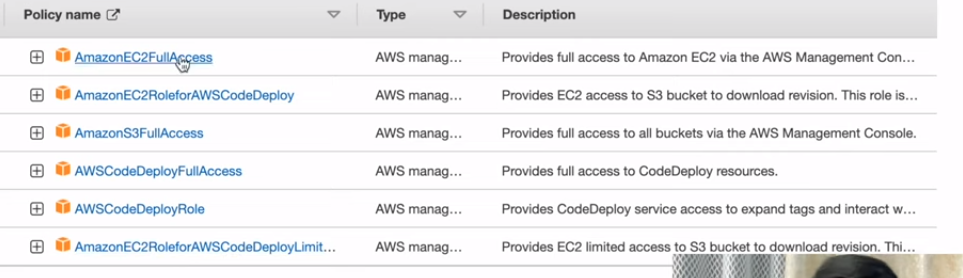 Policy name Type Description
AmazonEC2FullAccess AWS manag... Provides full access to Amazon EC2 via the AWS Management Con...
AmazonEC2RoleforAWSCodeDeploy AWS manag... Provides EC2 access to S3 bucket to download revision. This role is...
AmazonS3FullAccess AWS manag... Provides full access to all buckets via the AWS Management Console.
AWSCodeDeployFullAccess AWS manag... Provides full access to CodeDeploy resources.
AWSCodeDeployRole AWS manag... Provides CodeDeploy service access to expand tags and interact w...
AmazonEC2RoleforAWSCodeDeployLimit... AWS manag... Provides EC2 limited access to S3 bucket to download revision. Thi...